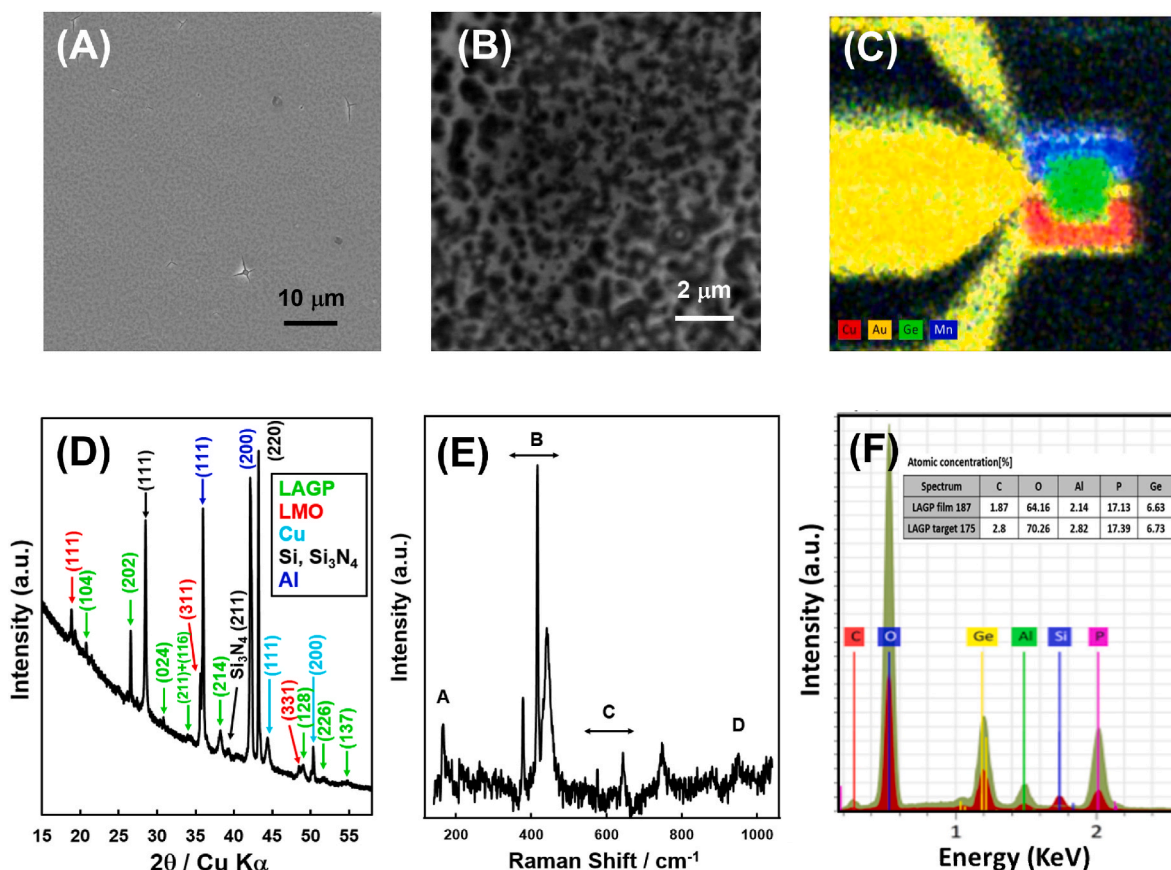 (A)
10 μm
(B)
2 μm
(C)
Cu Au Ge Mn
(D)
Intensity (a.u.)
(111)
(104)
(202)
(111)
(024)
(211)+(116)
(311)
(111)
(214)
Si₃N₄ (211)
(200)
(220)
(111)
(331)
(128)
(200)
(226)
(137)
LAGP
LMO
Cu
Si, Si₃N₄
Al
15 20 25 30 35 40 45 50 55
2θ / Cu Kα
(E)
Intensity (a.u.)
A
B
C
D
200 400 600 800 1000
Raman Shift / cm⁻¹
(F)
Intensity (a.u.)
Atomic concentration[%]
Spectrum C O Al P Ge
LAGP film 187 1.87 64.16 2.14 17.13 6.63
LAGP target 175 2.8 70.26 2.82 17.39 6.73
C O Ge Al Si P
1 2
Energy (KeV)